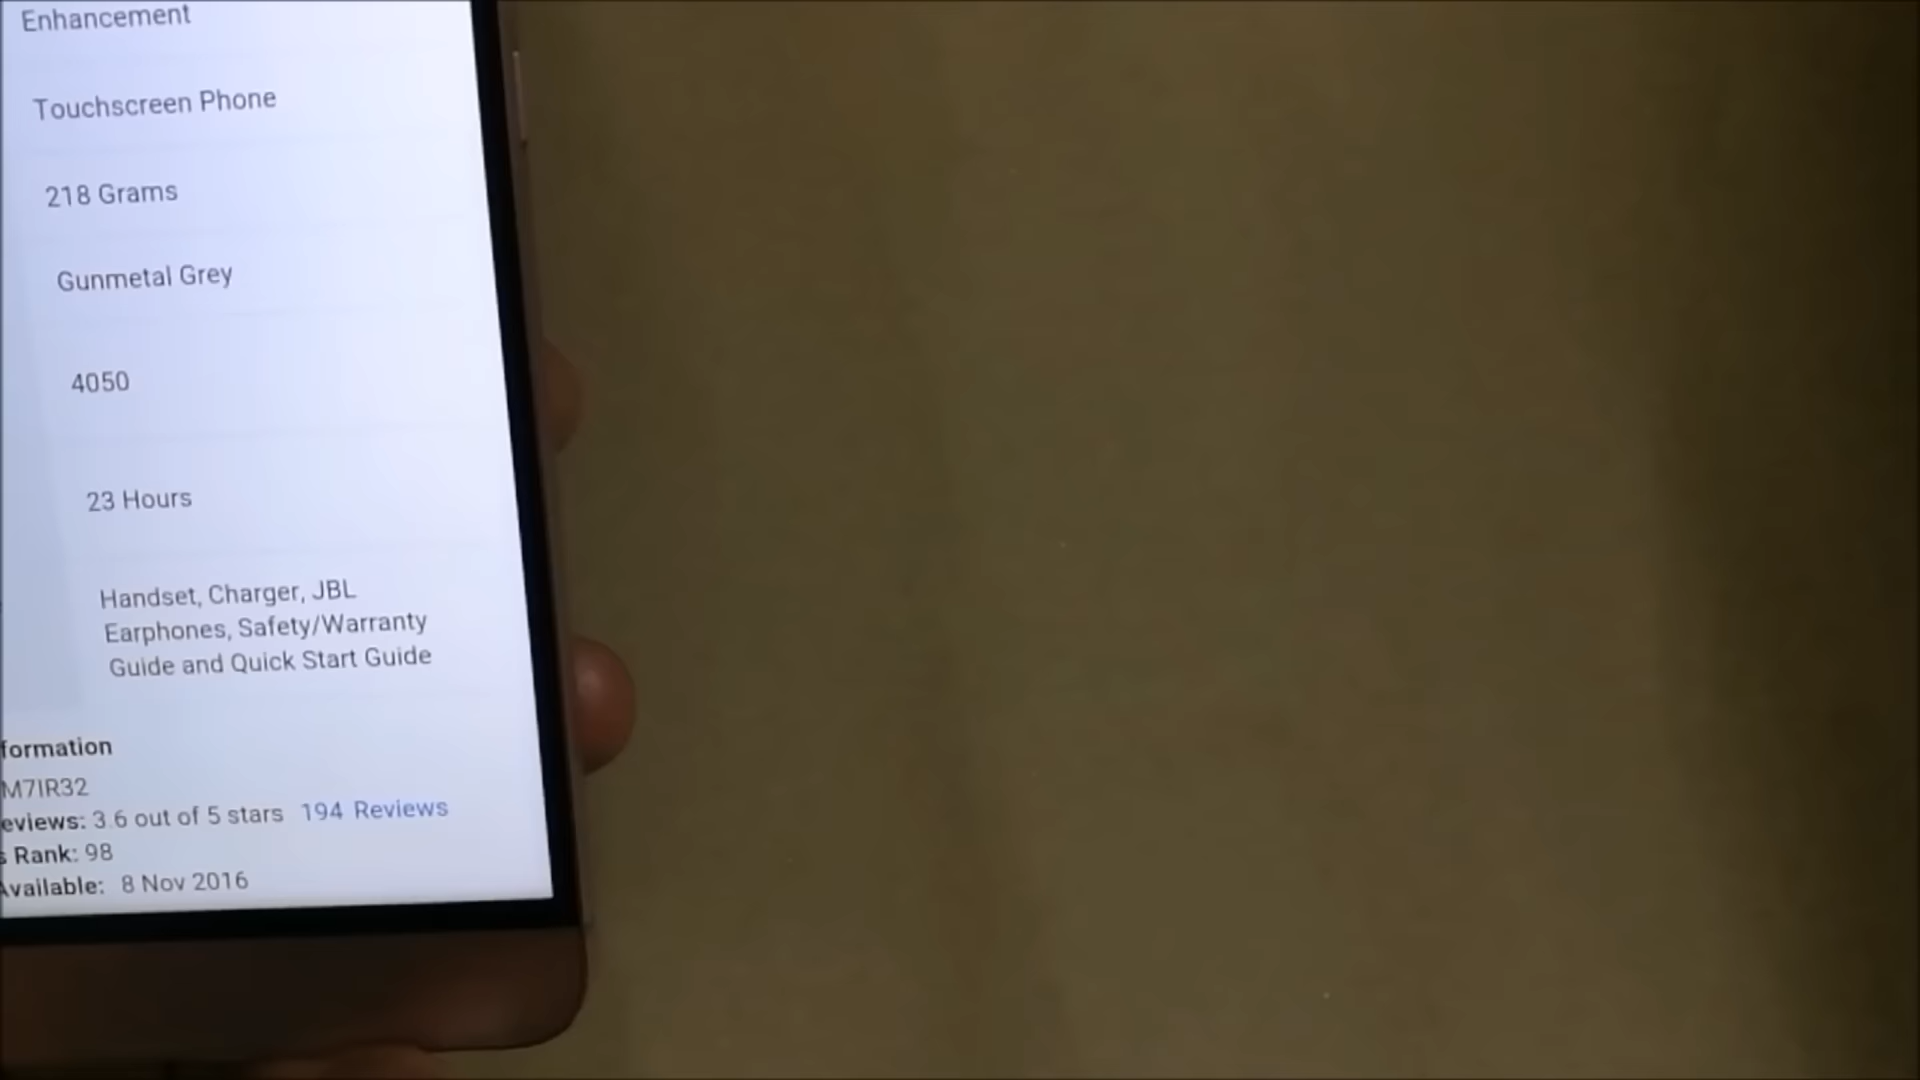 Enhancement
Touchscreen Phone
218 Grams
Gunmetal Grey
4050
23 Hours
Handset, Charger, JBL
Earphones, Safety/Warranty
Guide and Quick Start Guide
formation
M7IR32
eviews: 3.6 out of 5 stars 194 Reviews
s Rank: 98
Available: 8 Nov 2016